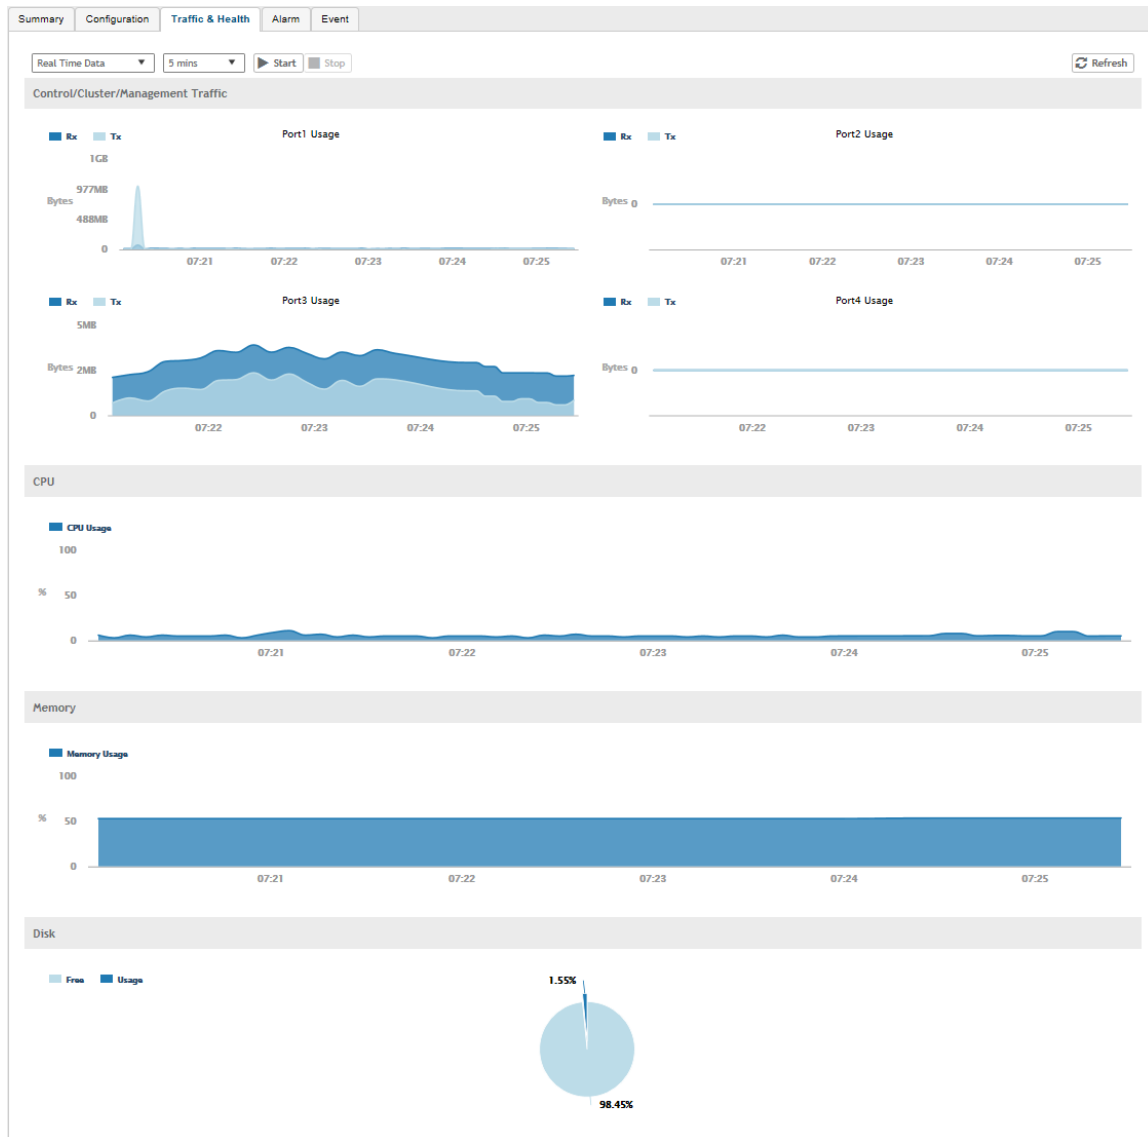 Summary Configuration Traffic & Health Alarm Event
Real Time Data 5 mins Start Stop Refresh
Control/Cluster/Management Traffic
Rx Tx Port1 Usage
1GB
977MB
Bytes
488MB
0
07:21 07:22 07:23 07:24 07:25
Rx Tx Port2 Usage
Bytes 0
07:21 07:22 07:23 07:24 07:25
Rx Tx Port3 Usage
5MB
Bytes 2MB
0
07:22 07:23 07:24 07:25
Rx Tx Port4 Usage
Bytes 0
07:22 07:23 07:24 07:25
CPU
CPU Usage
100
% 50
0
07:21 07:22 07:23 07:24 07:25
Memory
Memory Usage
100
% 50
0
07:21 07:22 07:23 07:24 07:25
Disk
Free Usage
1.55%
98.45%